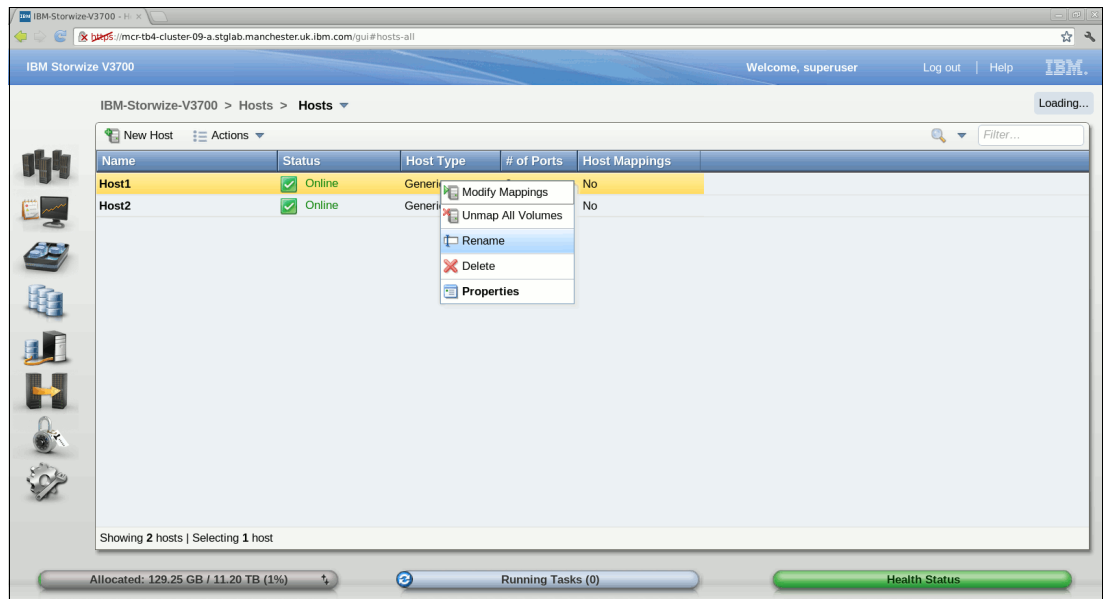 IBM-Storwize-V3700 - H
https://mcr-tb4-cluster-09-a.stglab.manchester.uk.ibm.com/gui#hosts-all
IBM Storwize V3700
Welcome, superuser
Log out | Help
IBM.
IBM-Storwize-V3700 > Hosts > Hosts
Loading...
New Host
Actions
Filter...
Name Status Host Type # of Ports Host Mappings
Host1 Online Generi No
Host2 Online Generi No
Modify Mappings
Unmap All Volumes
Rename
Delete
Properties
Showing 2 hosts | Selecting 1 host
Allocated: 129.25 GB / 11.20 TB (1%)
Running Tasks (0)
Health Status